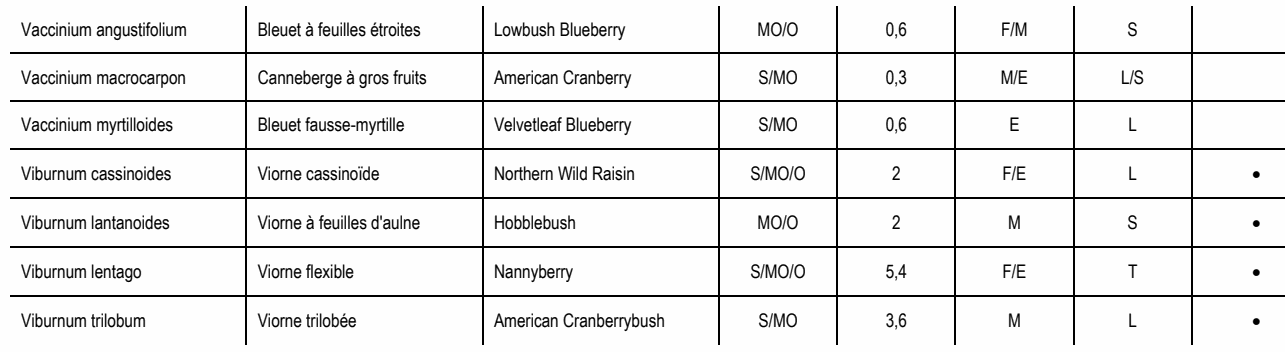 Vaccinium angustifolium Bleuet à feuilles étroites Lowbush Blueberry MO/O 0,6 F/M S
Vaccinium macrocarpon Canneberge à gros fruits American Cranberry S/MO 0,3 M/E L/S
Vaccinium myrtilloides Bleuet fausse-myrtille Velvetleaf Blueberry S/MO 0,6 E L
Viburnum cassinoides Viorne cassinoïde Northern Wild Raisin S/MO/O 2 F/E L •
Viburnum lantanoides Viorne à feuilles d'aulne Hobblebush MO/O 2 M S •
Viburnum lentago Viorne flexible Nannyberry S/MO/O 5,4 F/E T •
Viburnum trilobum Viorne trilobée American Cranberrybush S/MO 3,6 M L •